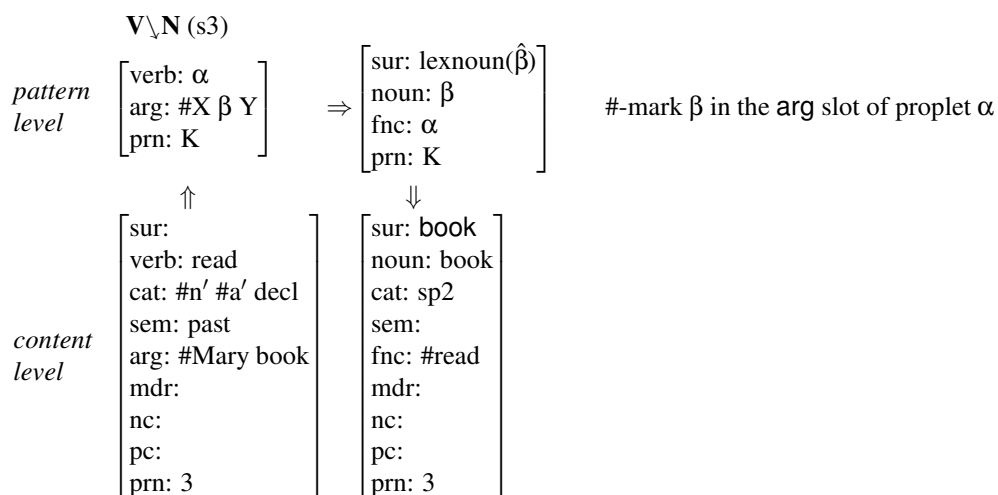 V↘N (s3)
pattern level [verb: α arg: #X β Y prn: K] ⇒ [sur: lexnoun(β̂) noun: β fnc: α prn: K] #-mark β in the arg slot of proplet α
⇑ ⇓
content level
sur: sur: book
verb: read noun: book
cat: #n′ #a′ decl cat: sp2
sem: past sem:
arg: #Mary book fnc: #read
mdr: mdr:
nc: nc:
pc: pc:
prn: 3 prn: 3